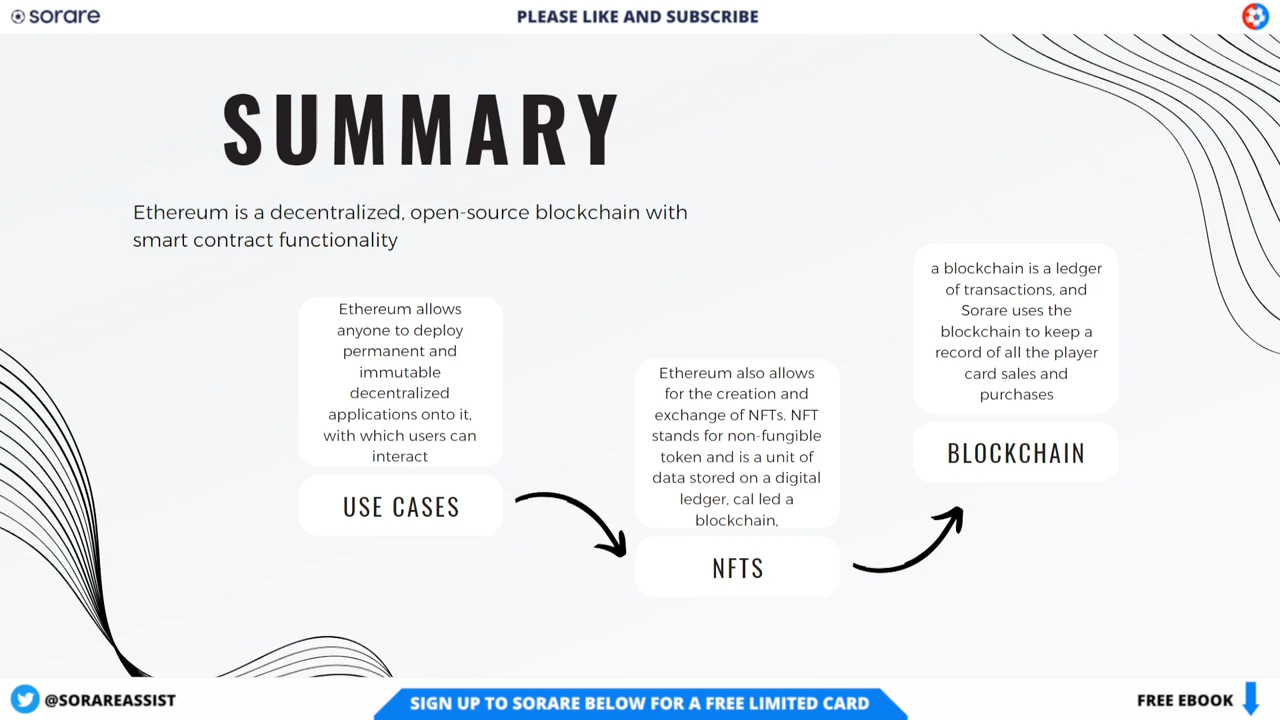 sorare
PLEASE LIKE AND SUBSCRIBE
SUMMARY
Ethereum is a decentralized, open-source blockchain with
smart contract functionality
Ethereum allows
anyone to deploy
permanent and
immutable
decentralized
applications onto it,
with which users can
interact
USE CASES
Ethereum also allows
for the creation and
exchange of NFTs. NFT
stands for non-fungible
token and is a unit of
data stored on a digital
ledger, cal led a
blockchain,
NFTS
a blockchain is a ledger
of transactions, and
Sorare uses the
blockchain to keep a
record of all the player
card sales and
purchases
BLOCKCHAIN
@SORAREASSIST
SIGN UP TO SORARE BELOW FOR A FREE LIMITED CARD
FREE EBOOK